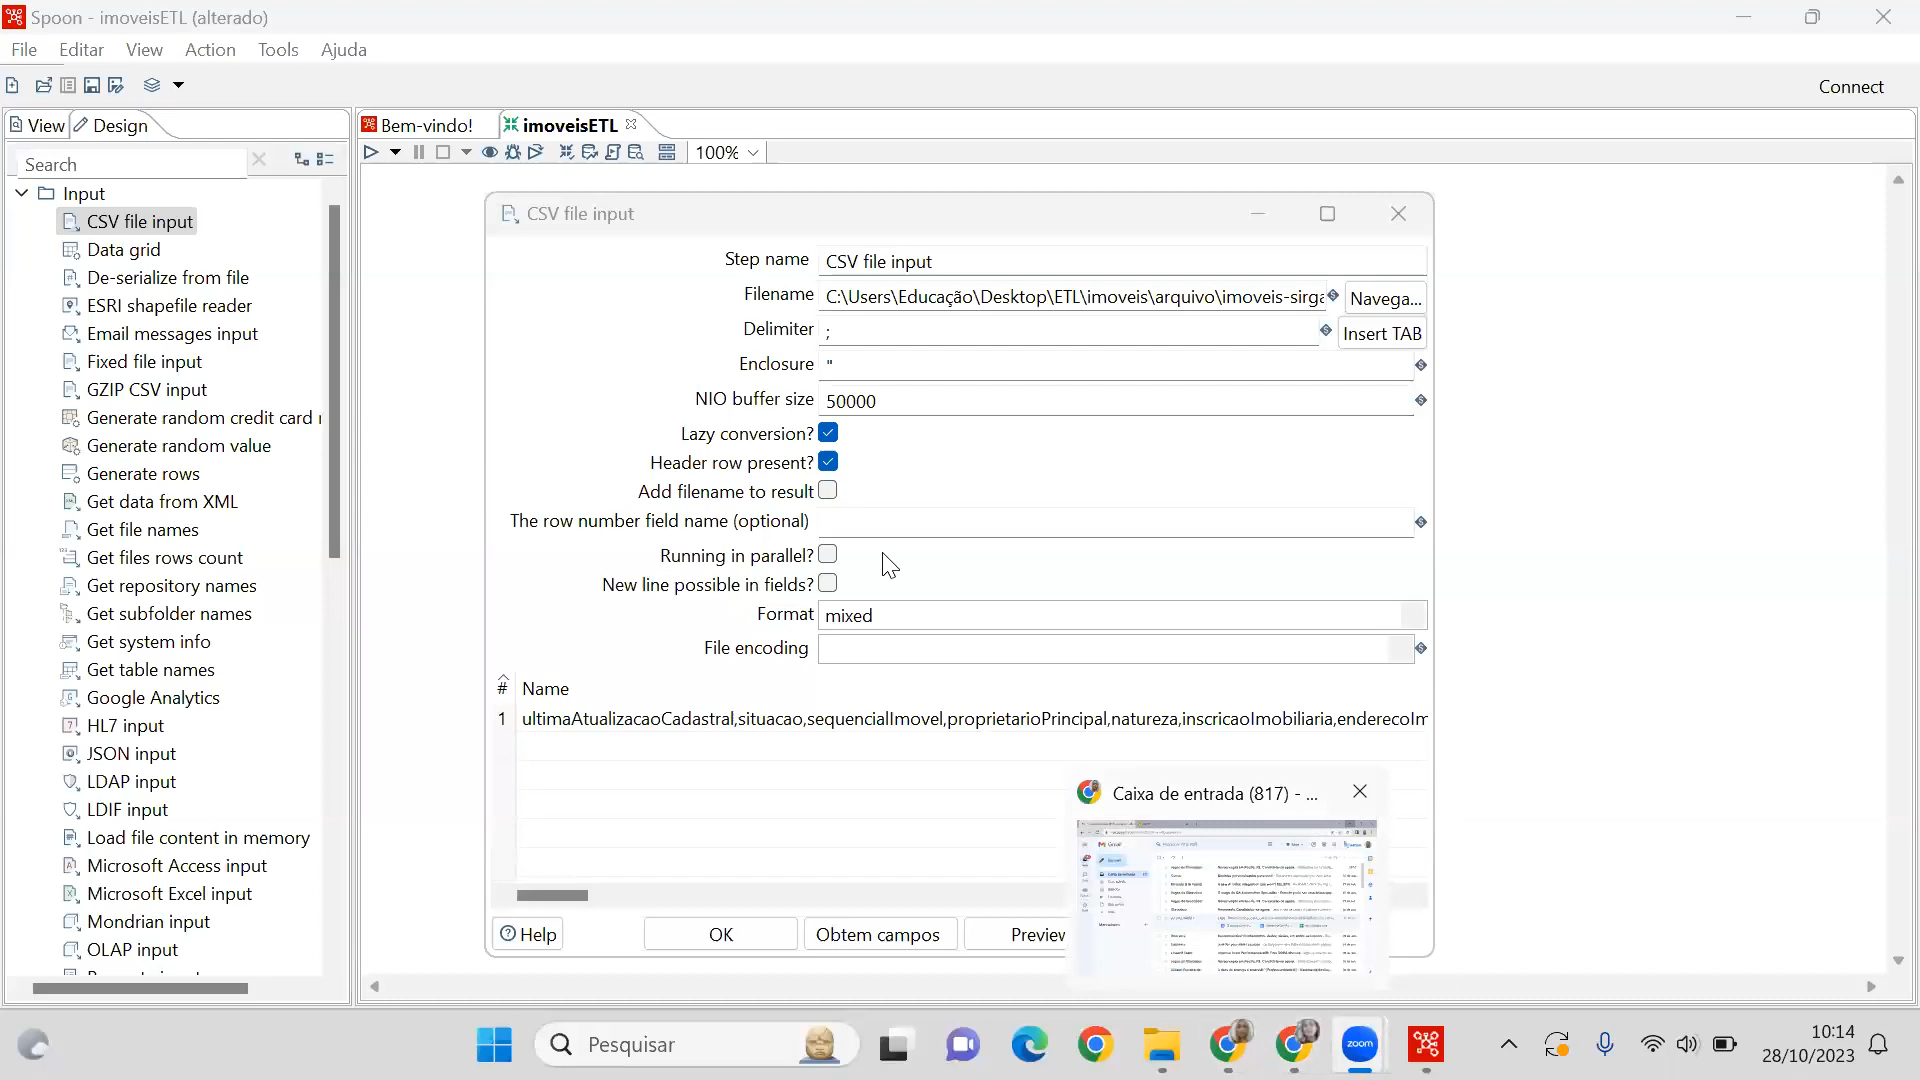 Spoon - imoveisETL (alterado)
File Editar View Action Tools Ajuda
Connect
View Design
Bem-vindo! imoveisETL
100%
Search
Input
CSV file input
Data grid
De-serialize from file
ESRI shapefile reader
Email messages input
Fixed file input
GZIP CSV input
Generate random credit card
Generate random value
Generate rows
Get data from XML
Get file names
Get files rows count
Get repository names
Get subfolder names
Get system info
Get table names
Google Analytics
HL7 input
JSON input
LDAP input
LDIF input
Load file content in memory
Microsoft Access input
Microsoft Excel input
Mondrian input
OLAP input
CSV file input
Step name CSV file input
Filename C:\Users\Educação\Desktop\ETL\imoveis\arquivo\imoveis-sirga Navega...
Delimiter ; Insert TAB
Enclosure "
NIO buffer size 50000
Lazy conversion?
Header row present?
Add filename to result
The row number field name (optional)
Running in parallel?
New line possible in fields?
Format mixed
File encoding
# Name
1 ultimaAtualizacaoCadastral,situacao,sequencialImovel,proprietarioPrincipal,natureza,inscricaoImobiliaria,enderecoIm
Caixa de entrada (817) - ...
Help OK Obtem campos Preview
Pesquisar
zoom
10:14
28/10/2023